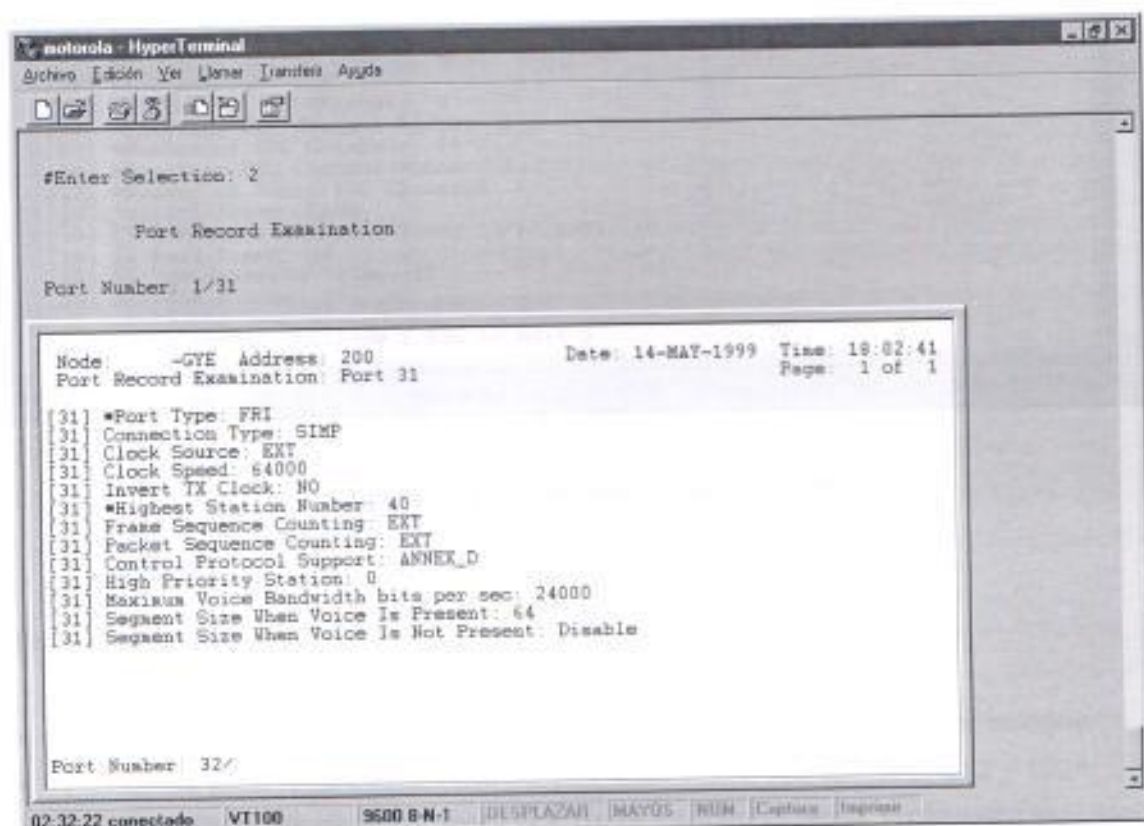 motorola - HyperTerminal
Archivo Edición Ver Llamar Transferir Ayuda
#Enter Selection: 2
Port Record Examination
Port Number: 1/31
Node: -GYE Address: 200 Date: 14-MAY-1999 Time: 18:02:41
Port Record Examination: Port 31 Page: 1 of 1
[31] *Port Type: FRI
[31] Connection Type: SIMP
[31] Clock Source: EXT
[31] Clock Speed: 64000
[31] Invert TX Clock: NO
[31] *Highest Station Number: 40
[31] Frame Sequence Counting: EXT
[31] Packet Sequence Counting: EXT
[31] Control Protocol Support: ANNEX_D
[31] High Priority Station: 0
[31] Maximum Voice Bandwidth bits per sec: 24000
[31] Segment Size When Voice Is Present: 64
[31] Segment Size When Voice Is Not Present: Disable
Port Number: 32/
02:32:22 conectado VT100 9600 8-N-1 DESPLAZAR MAYÚS NUM Capturar Imprimir